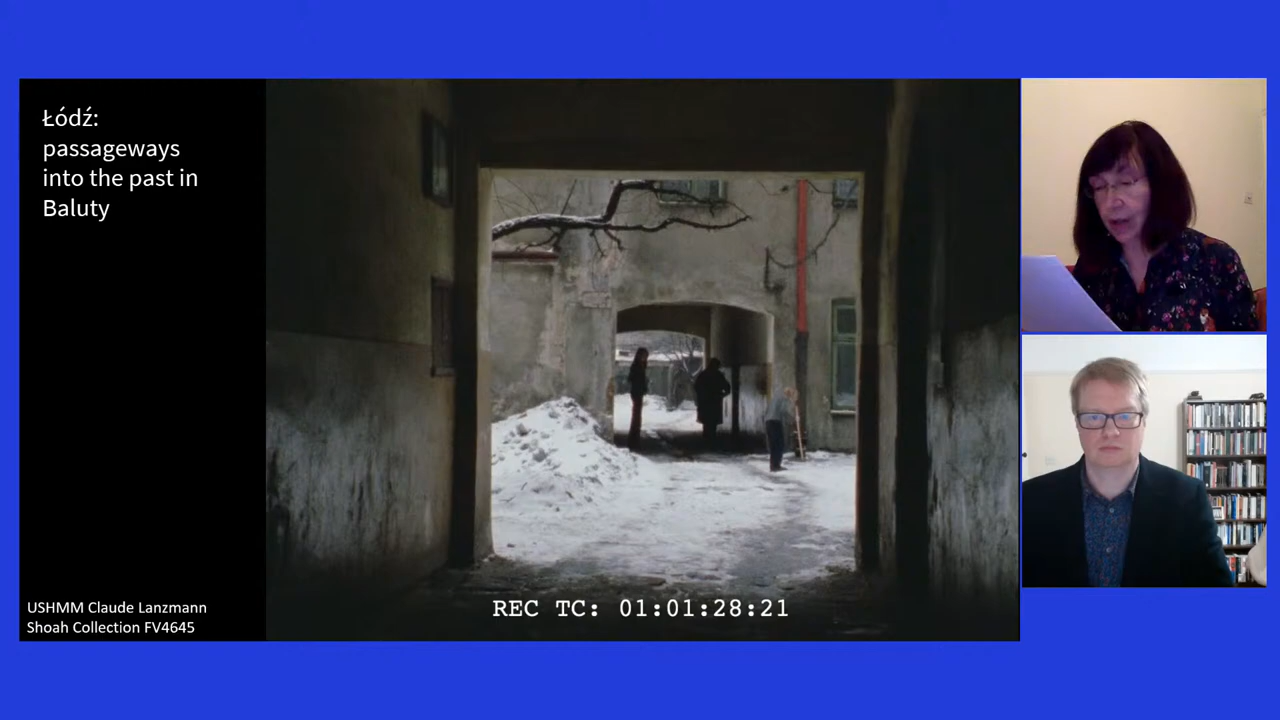 Łódź:
passageways
into the past in
Baluty
USHMM Claude Lanzmann
Shoah Collection FV4645
REC TC: 01:01:28:21